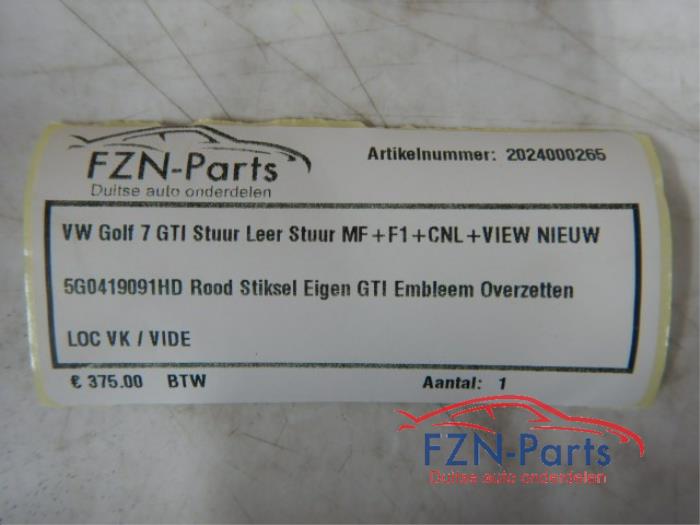 FZN-Parts
Duitse auto onderdelen
Artikelnummer: 2024000265
VW Golf 7 GTI Stuur Leer Stuur MF+F1+CNL+VIEW NIEUW
5G0419091HD Rood Stiksel Eigen GTI Embleem Overzetten
LOC VK / VIDE
€ 375.00 BTW
Aantal: 1
FZN-Parts
Duitse auto onderdelen